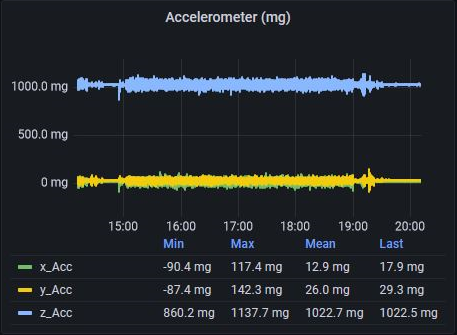 Accelerometer (mg)
1000.0 mg
500.0 mg
0 mg
15:00 16:00 17:00 18:00 19:00 20:00
Min Max Mean Last
x_Acc -90.4 mg 117.4 mg 12.9 mg 17.9 mg
y_Acc -87.4 mg 142.3 mg 26.0 mg 29.3 mg
z_Acc 860.2 mg 1137.7 mg 1022.7 mg 1022.5 mg